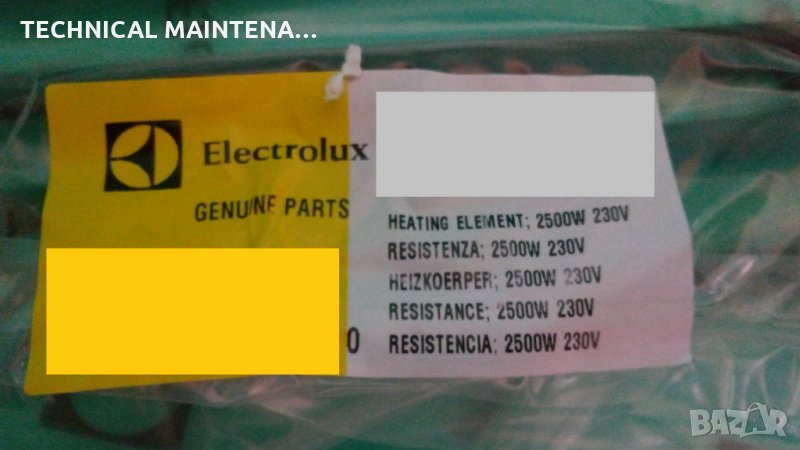 TECHNICAL MAINTENA...
Electrolux
GENUINE PARTS
0
HEATING ELEMENT; 2500W 230V
RESISTENZA; 2500W 230V
HEIZKOERPER; 2500W 230V
RESISTANCE; 2500W 230V
RESISTENCIA; 2500W 230V
BAZAR